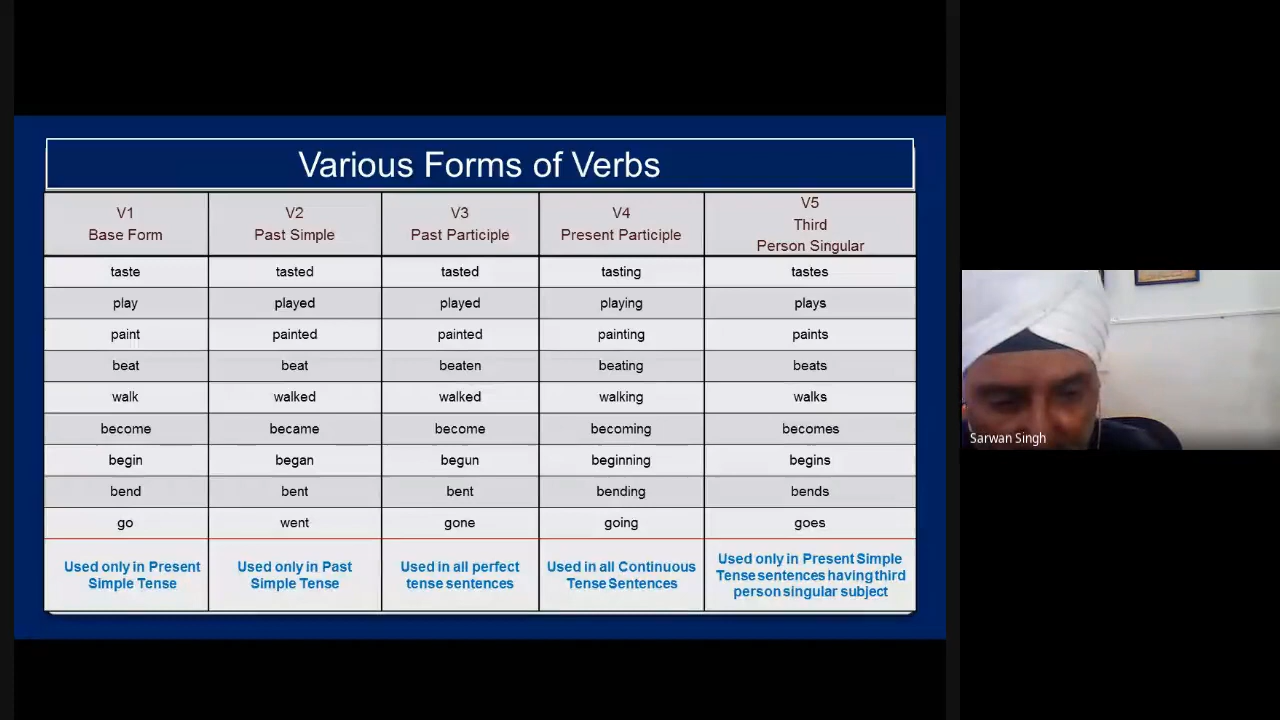 Various Forms of Verbs
V1
Base Form
V2
Past Simple
V3
Past Participle
V4
Present Participle
V5
Third
Person Singular
taste tasted tasted tasting tastes
play played played playing plays
paint painted painted painting paints
beat beat beaten beating beats
walk walked walked walking walks
become became become becoming becomes
begin began begun beginning begins
bend bent bent bending bends
go went gone going goes
Used only in Present
Simple Tense
Used only in Past
Simple Tense
Used in all perfect
tense sentences
Used in all Continuous
Tense Sentences
Used only in Present Simple
Tense sentences having third
person singular subject
Sarwan Singh